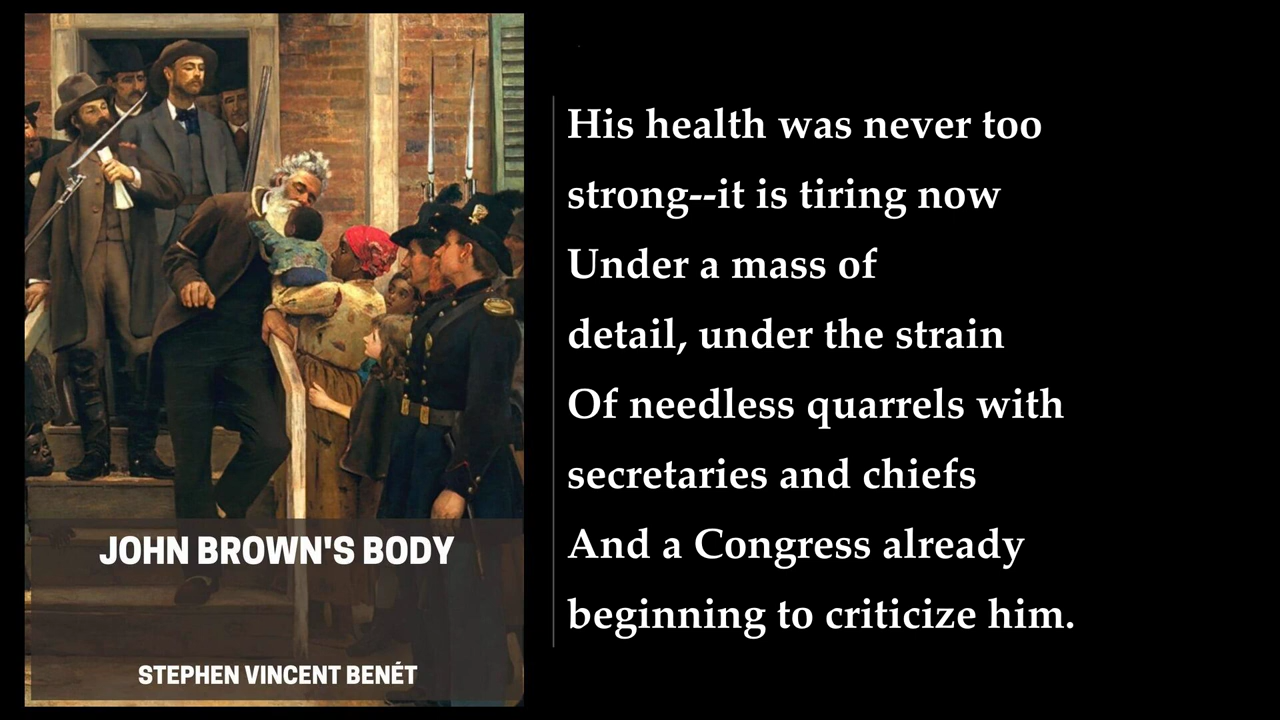 JOHN BROWN'S BODY
STEPHEN VINCENT BENÉT
His health was never too
strong--it is tiring now
Under a mass of
detail, under the strain
Of needless quarrels with
secretaries and chiefs
And a Congress already
beginning to criticize him.